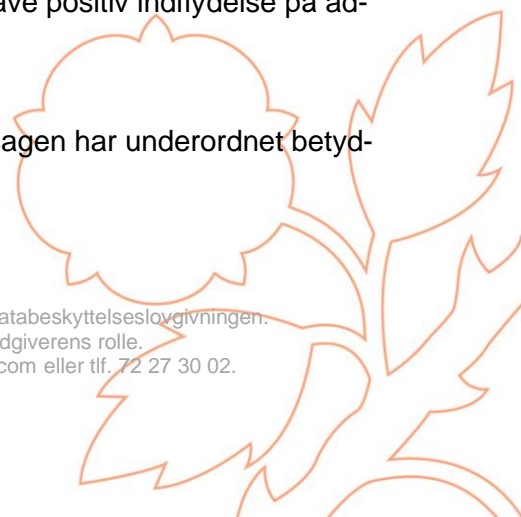 ave positiv indflydelse på ad-
agen har underordnet betyd-
atabeskyttelseslovgivningen.
dgiverens rolle.
com eller tlf. 72 27 30 02.